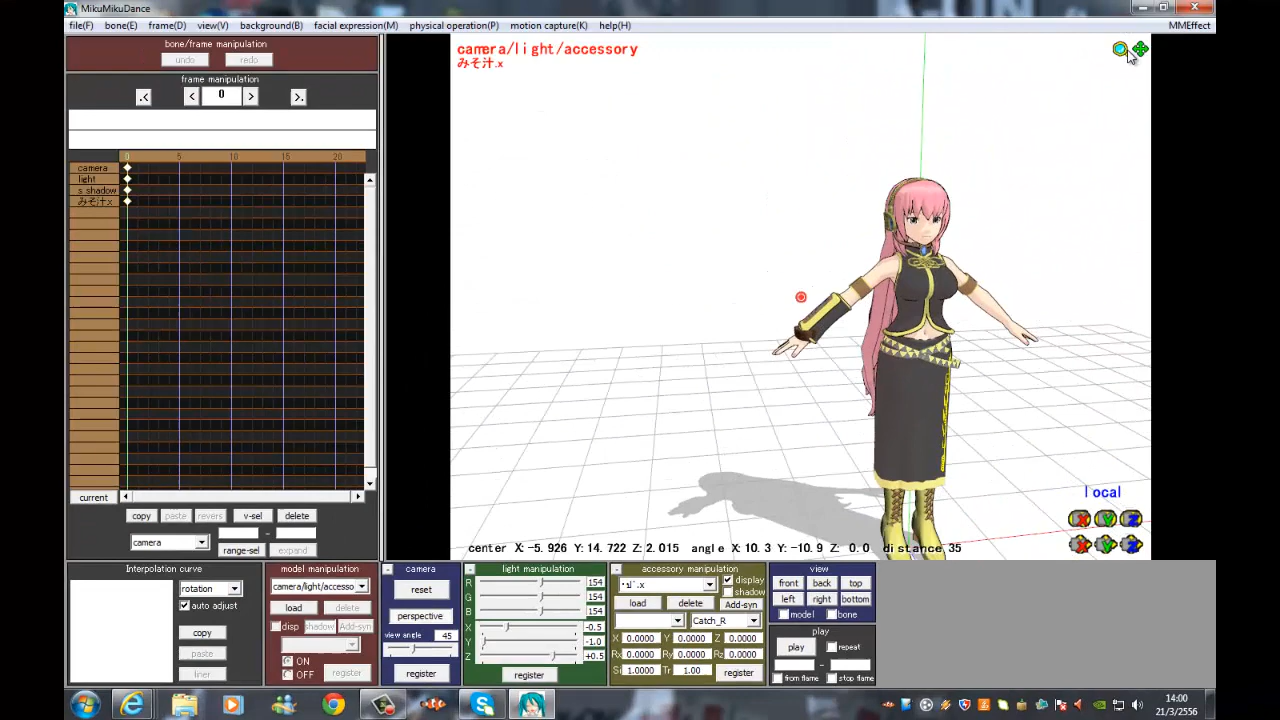 MikuMikuDance
file(F) bone(E) frame(D) view(V) background(B) facial expression(M) physical operation(P) motion capture(K) help(H) MMEffect
bone/frame manipulation
undo redo
frame manipulation
.< < 0 > >.
0 5 10 15 20
camera
light
s shadow
みそ汁.x
current
copy paste revers v-sel delete
camera - range-sel expand
camera/light/accessory
みそ汁.x
local
X Y Z
X Y Z
center X:-5.926 Y:14.722 Z:2.015 angle X:10.3 Y:-10.9 Z: 0.0 distance:35
Interpolation curve
rotation
auto adjust
copy
paste
finer
model manipulation
camera/light/accesso
load delete
disp shadow Add-syn
ON
OFF register
camera
reset
perspective
view angle 45
register
light manipulation
R 154
G 154
B 154
X -0.5
Y -1.0
Z +0.5
register
accessory manipulation
display
shadow
load delete Add-syn
Catch_R
X 0.0000 Y 0.0000 Z 0.0000
Rx 0.0000 Ry 0.0000 Rz 0.0000
Si 1.0000 Tr 1.00 register
view
front back top
left right bottom
model bone
play
play repeat
-
from flame stop flame
14:00
21/3/2556